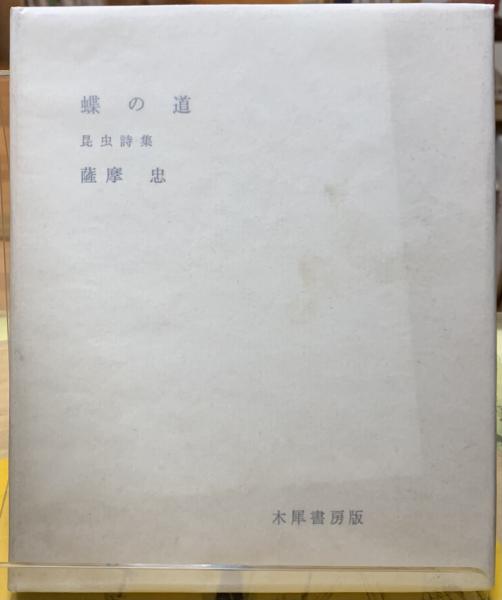 蝶の道
昆虫詩集
薩摩 忠
木犀書房版